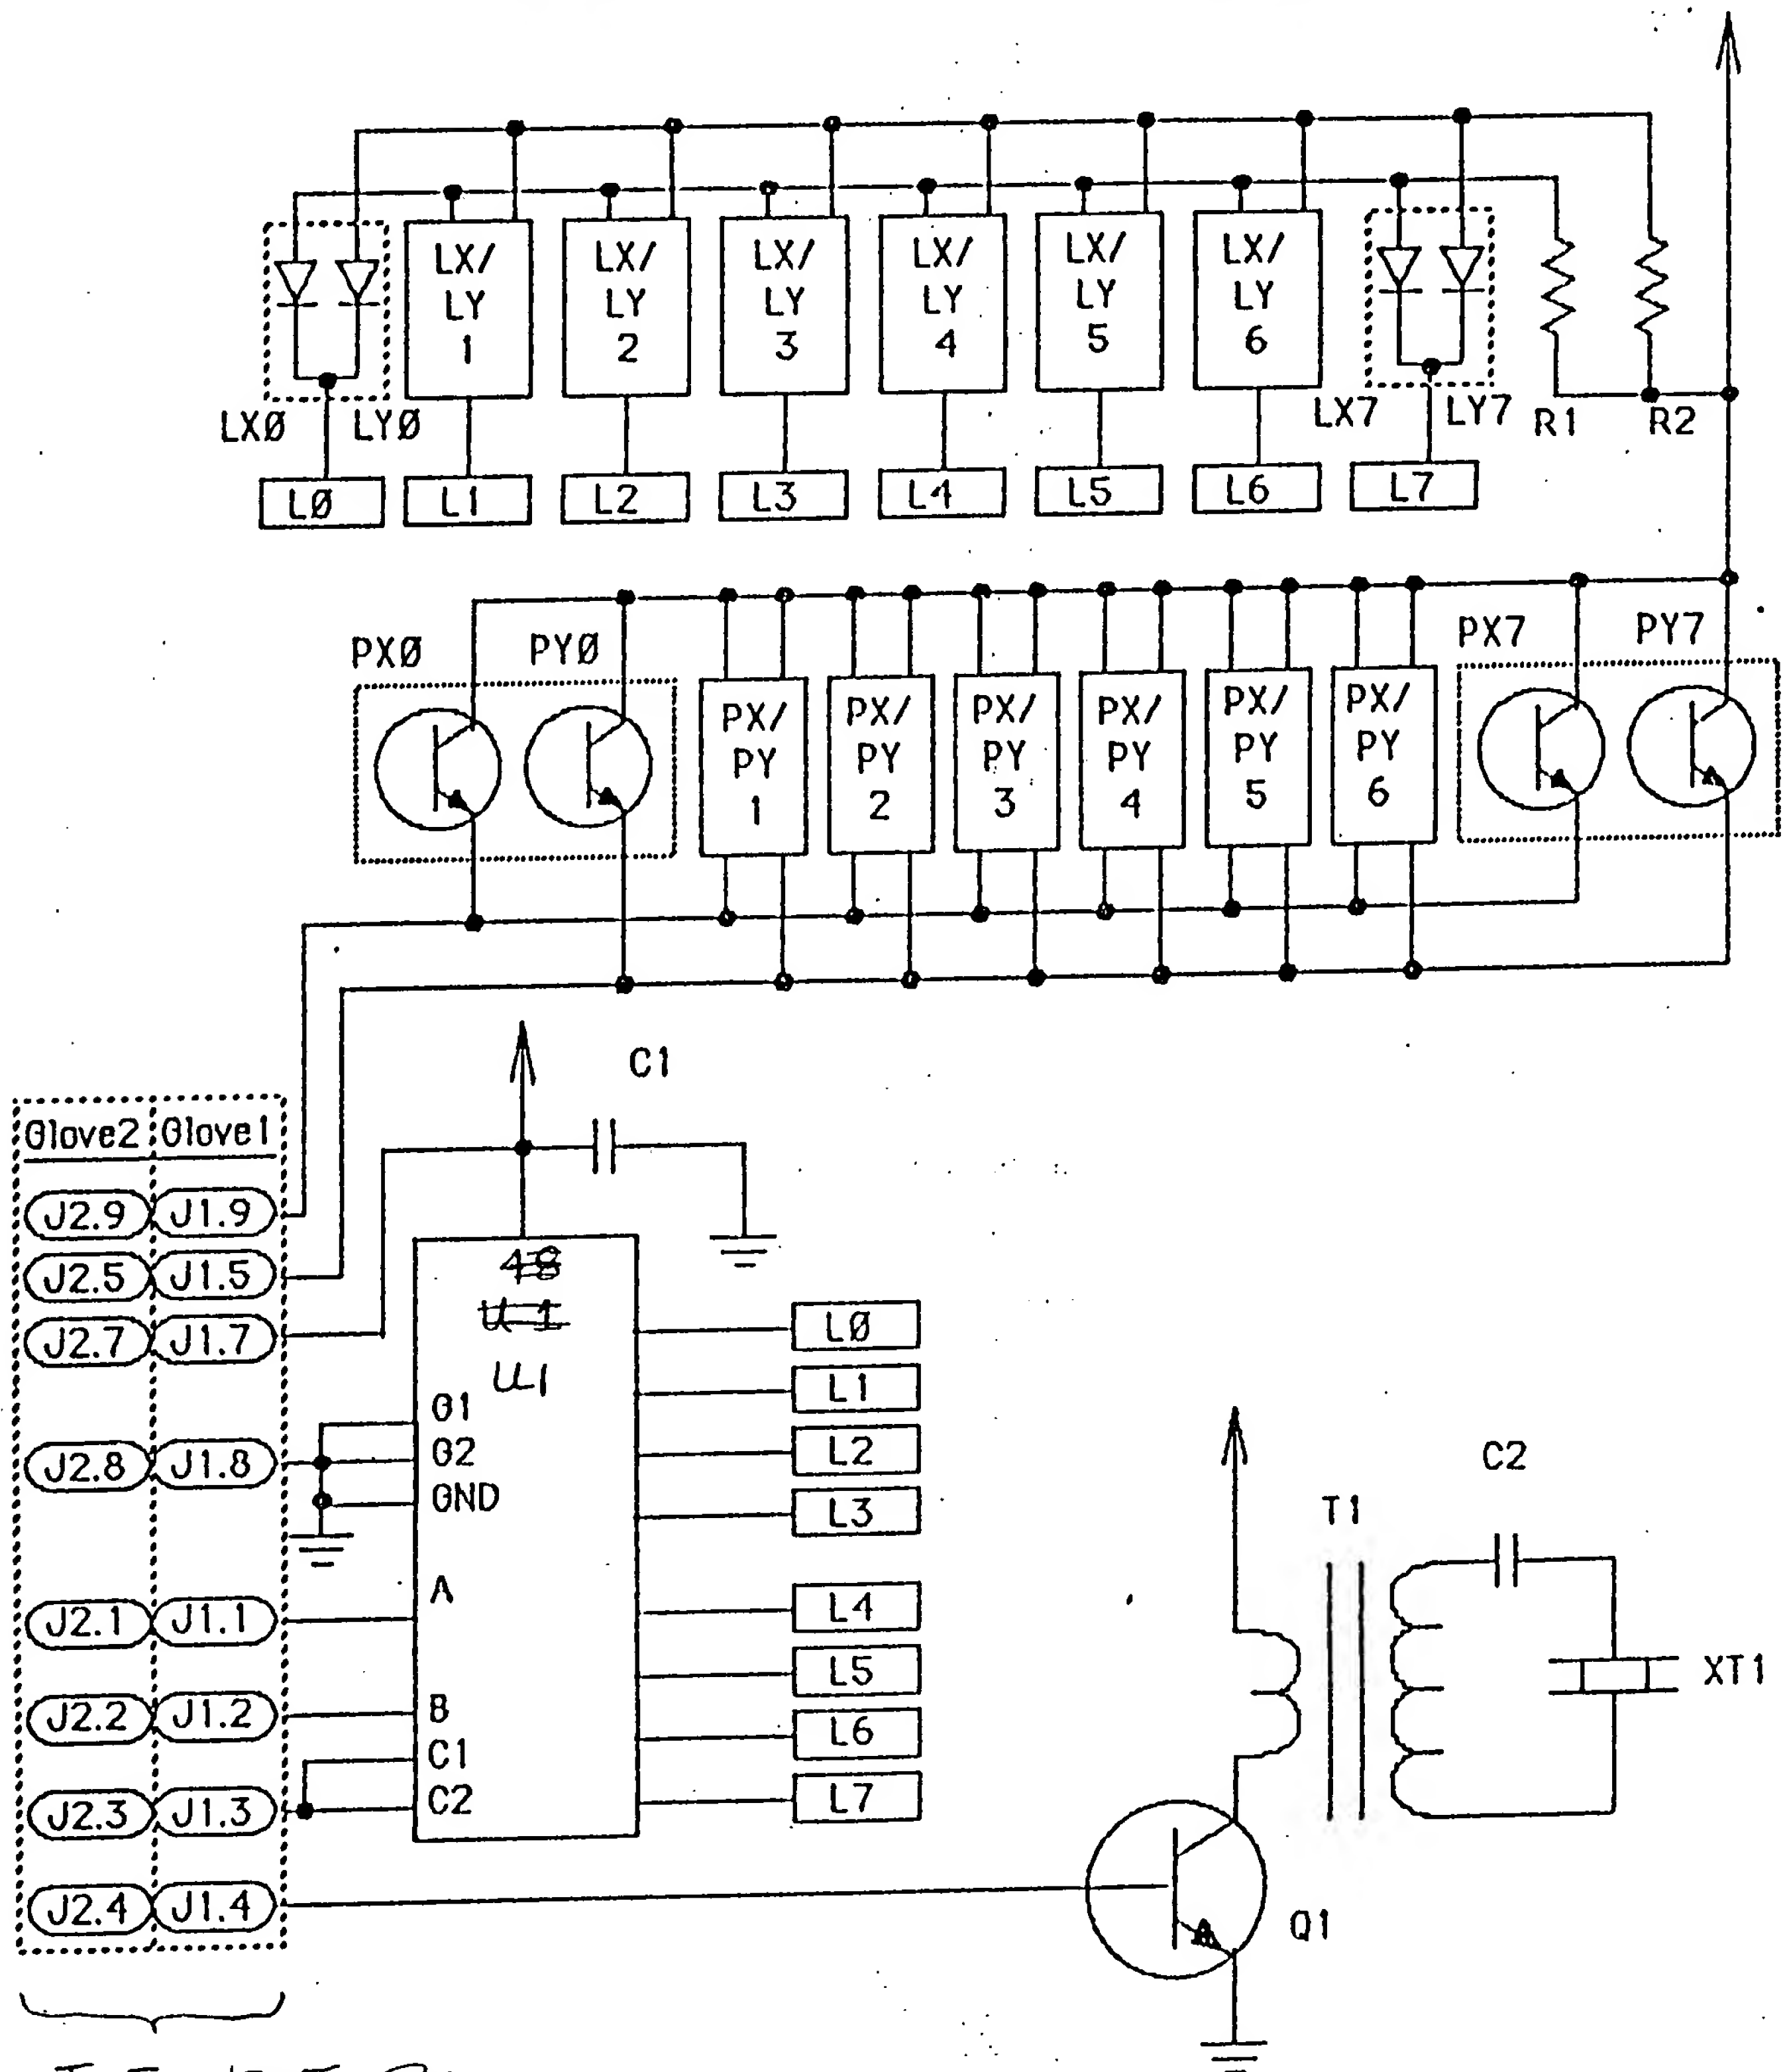 LX/ LY 1
LX/ LY 2
LX/ LY 3
LX/ LY 4
LX/ LY 5
LX/ LY 6
LXØ LYØ
LX7 LY7
R1 R2
LØ L1 L2 L3 L4 L5 L6 L7
PXØ PYØ
PX7 PY7
PX/ PY 1
PX/ PY 2
PX/ PY 3
PX/ PY 4
PX/ PY 5
PX/ PY 6
C1
Glove2 Glove1
J2.9 J1.9
J2.5 J1.5
J2.7 J1.7
J2.8 J1.8
J2.1 J1.1
J2.2 J1.2
J2.3 J1.3
J2.4 J1.4
48
U1
U1
G1
G2
GND
A
B
C1
C2
LØ
L1
L2
L3
L4
L5
L6
L7
C2
T1
XT1
Q1